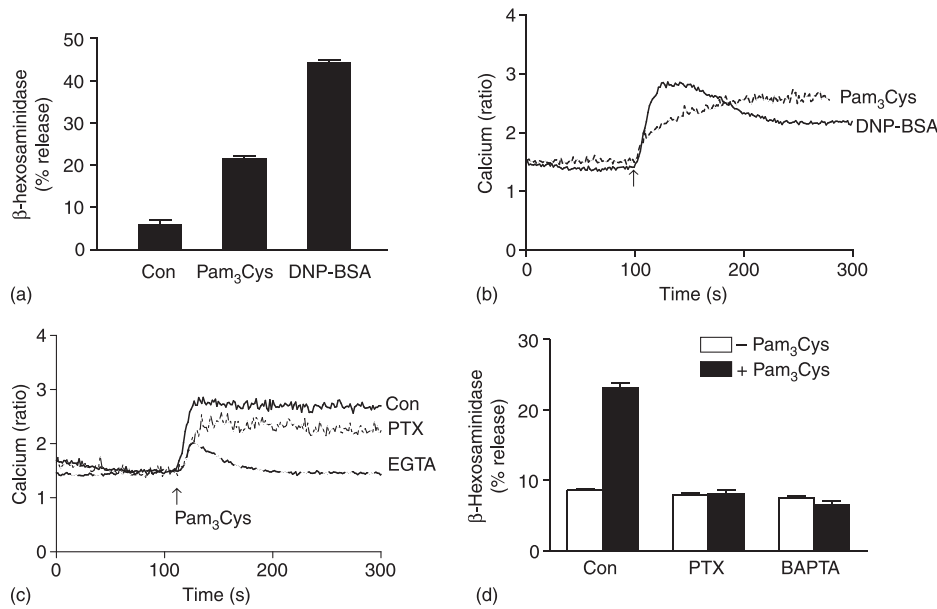 (a)
β-hexosaminidase
(% release)
50
40
30
20
10
0
Con
Pam₃Cys
DNP-BSA
(b)
Calcium (ratio)
4
3
2
1
0
Pam₃Cys
DNP-BSA
↑
0
100
200
300
Time (s)
(c)
Calcium (ratio)
4
3
2
1
0
Con
PTX
EGTA
↑
Pam₃Cys
0
100
200
300
Time (s)
(d)
β-Hexosaminidase
(% release)
30
20
10
0
– Pam₃Cys
+ Pam₃Cys
Con
PTX
BAPTA